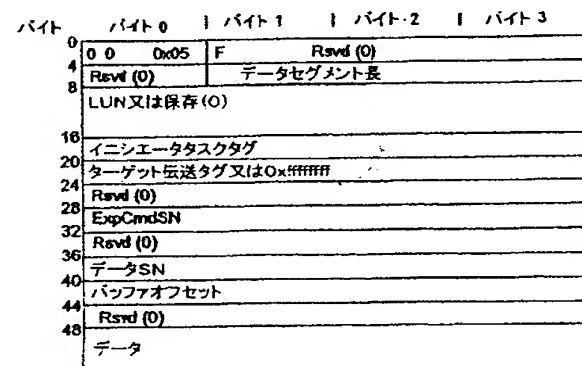 バイト バイト 0 | バイト 1 | バイト 2 | バイト 3
0
0 0 0x05 F Rsvd (0)
4
Rsvd (0) データセグメント長
8
LUN又は保存(0)
16
イニシエータタスクタグ
20
ターゲット伝送タグ又は0xffffffff
24
Rsvd (0)
28
ExpCmdSN
32
Rsvd (0)
36
データSN
40
バッファオフセット
44
Rsvd (0)
48
データ